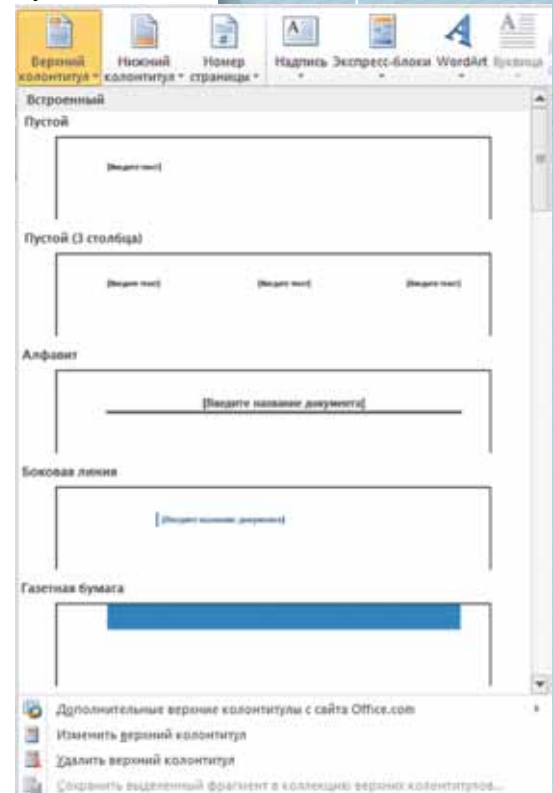 Верхний колонтитул
Нижний колонтитул
Номер страницы
Надпись
Экспресс-блоки
WordArt
Буквица
Встроенный
Пустой
[Введите текст]
Пустой (3 столбца)
[Введите текст] [Введите текст] [Введите текст]
Алфавит
[Введите название документа]
Боковая линия
[Введите название документа]
Газетная бумага
Дополнительные верхние колонтитулы с сайта Office.com
Изменить верхний колонтитул
Удалить верхний колонтитул
Сохранить выделенный фрагмент в коллекцию верхних колонтитулов...